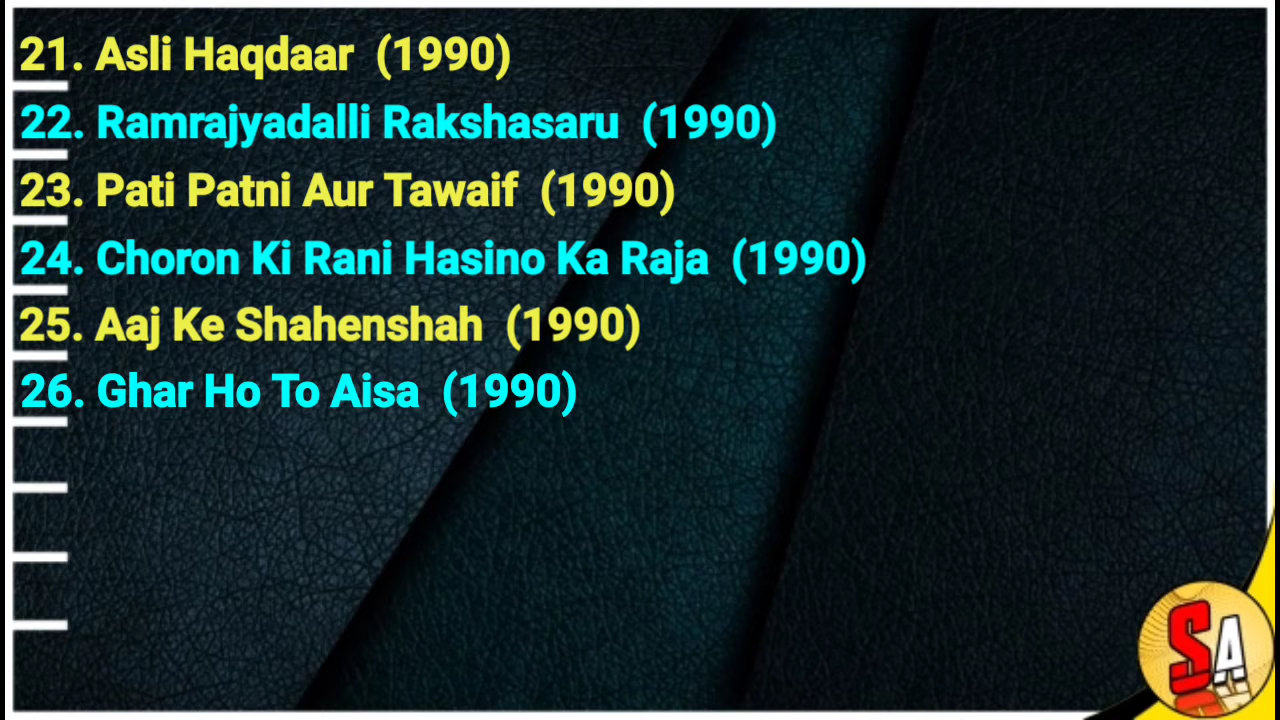 21. Asli Haqdaar (1990)
22. Ramrajyadalli Rakshasaru (1990)
23. Pati Patni Aur Tawaif (1990)
24. Choron Ki Rani Hasino Ka Raja (1990)
25. Aaj Ke Shahenshah (1990)
26. Ghar Ho To Aisa (1990)
SA